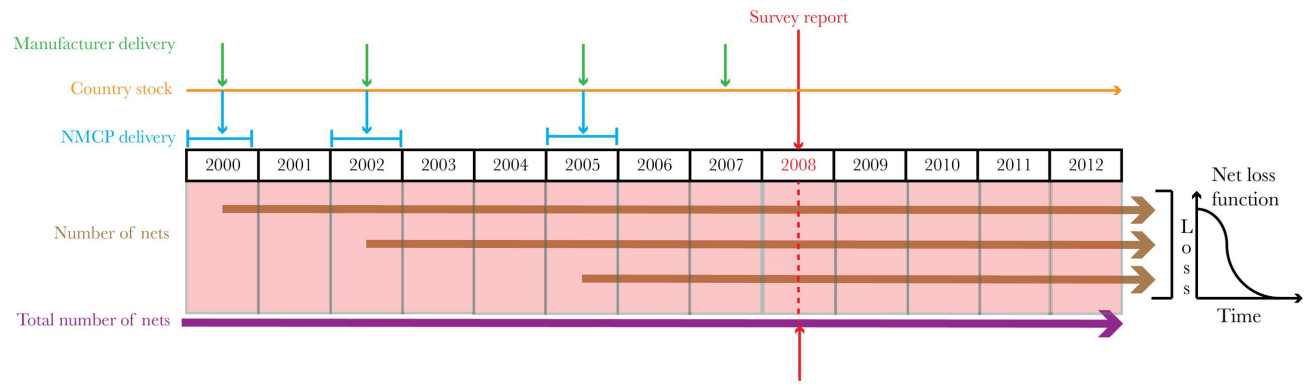 Survey report
Manufacturer delivery
Country stock
NMCP delivery
2000 2001 2002 2003 2004 2005 2006 2007 2008 2009 2010 2011 2012
Net loss
function
Number of nets
Loss
Total number of nets
Time